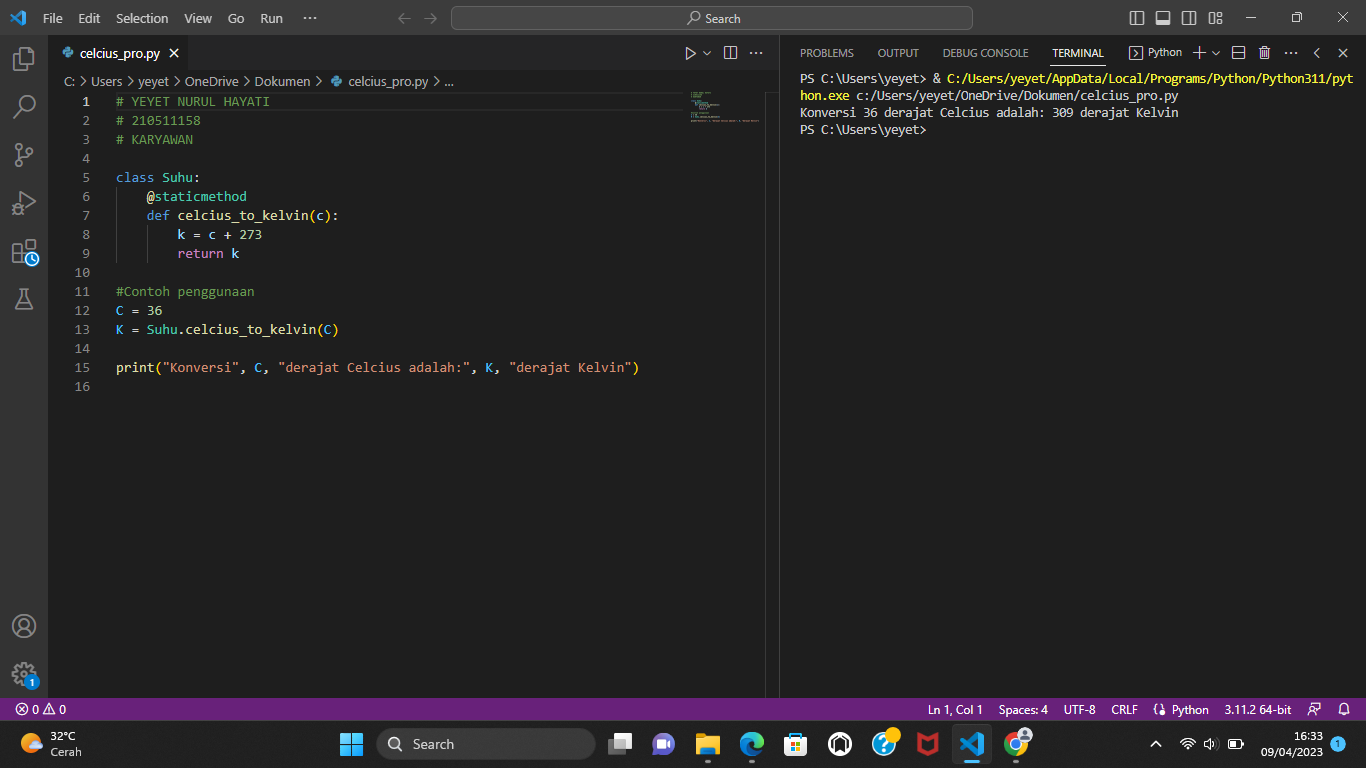 File Edit Selection View Go Run ··· Search
celcius_pro.py
C: > Users > yeyet > OneDrive > Dokumen > celcius_pro.py > ...
1 # YEYET NURUL HAYATI
2 # 210511158
3 # KARYAWAN
4
5 class Suhu:
6 @staticmethod
7 def celcius_to_kelvin(c):
8 k = c + 273
9 return k
10
11 #Contoh penggunaan
12 C = 36
13 K = Suhu.celcius_to_kelvin(C)
14
15 print("Konversi", C, "derajat Celcius adalah:", K, "derajat Kelvin")
16
PROBLEMS OUTPUT DEBUG CONSOLE TERMINAL Python
PS C:\Users\yeyet> & C:/Users/yeyet/AppData/Local/Programs/Python/Python311/pyt
hon.exe c:/Users/yeyet/OneDrive/Dokumen/celcius_pro.py
Konversi 36 derajat Celcius adalah: 309 derajat Kelvin
PS C:\Users\yeyet>
1
0 0 Ln 1, Col 1 Spaces: 4 UTF-8 CRLF Python 3.11.2 64-bit
32°C
Cerah
Search
16:33
09/04/2023
1